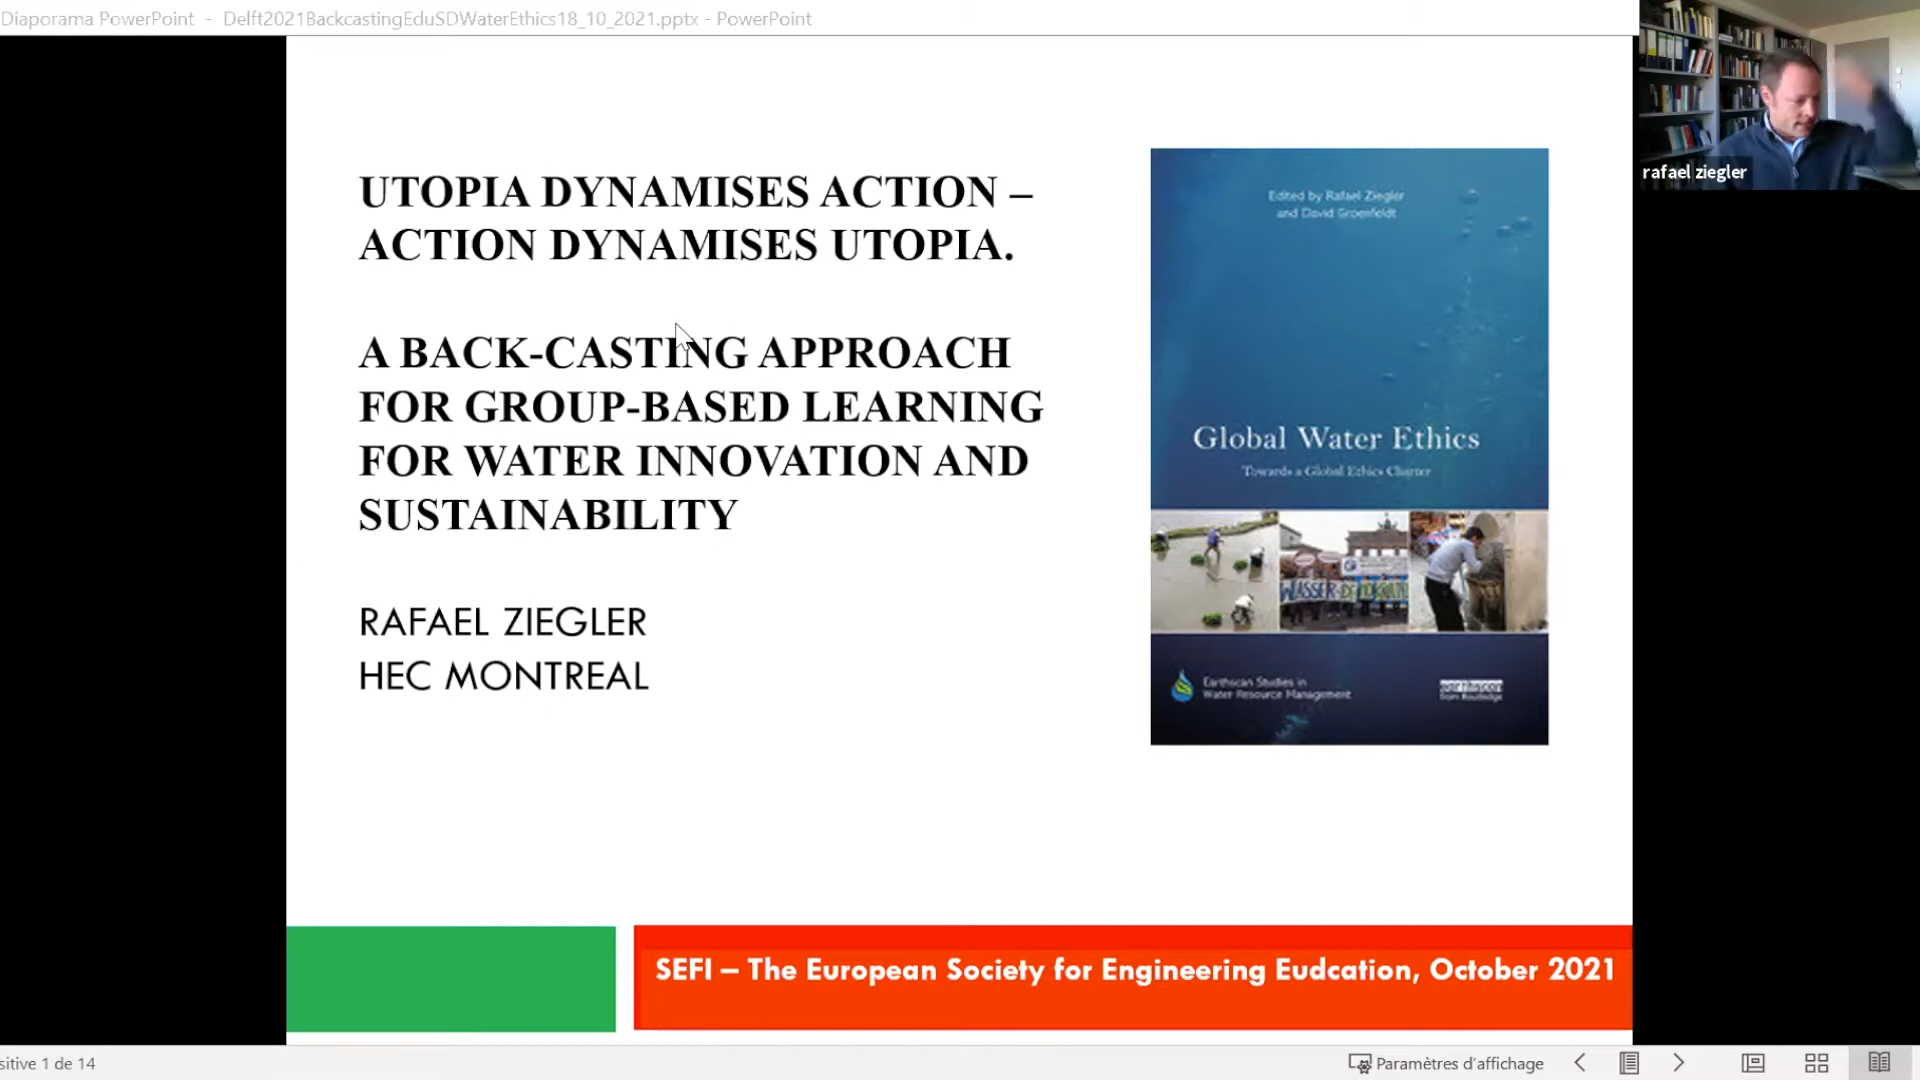 Diaporama PowerPoint - Delft2021BackcastingEduSDWaterEthics18_10_2021.pptx - PowerPoint
rafael ziegler
UTOPIA DYNAMISES ACTION –
ACTION DYNAMISES UTOPIA.
A BACK-CASTING APPROACH
FOR GROUP-BASED LEARNING
FOR WATER INNOVATION AND
SUSTAINABILITY
RAFAEL ZIEGLER
HEC MONTREAL
Edited by Rafael Ziegler
and David Groenfeldt
Global Water Ethics
Towards a Global Ethics Charter
WASSER
Earthscan Studies in
Water Resource Management
earthscan
from Routledge
SEFI – The European Society for Engineering Eudcation, October 2021
sitive 1 de 14
Paramètres d'affichage